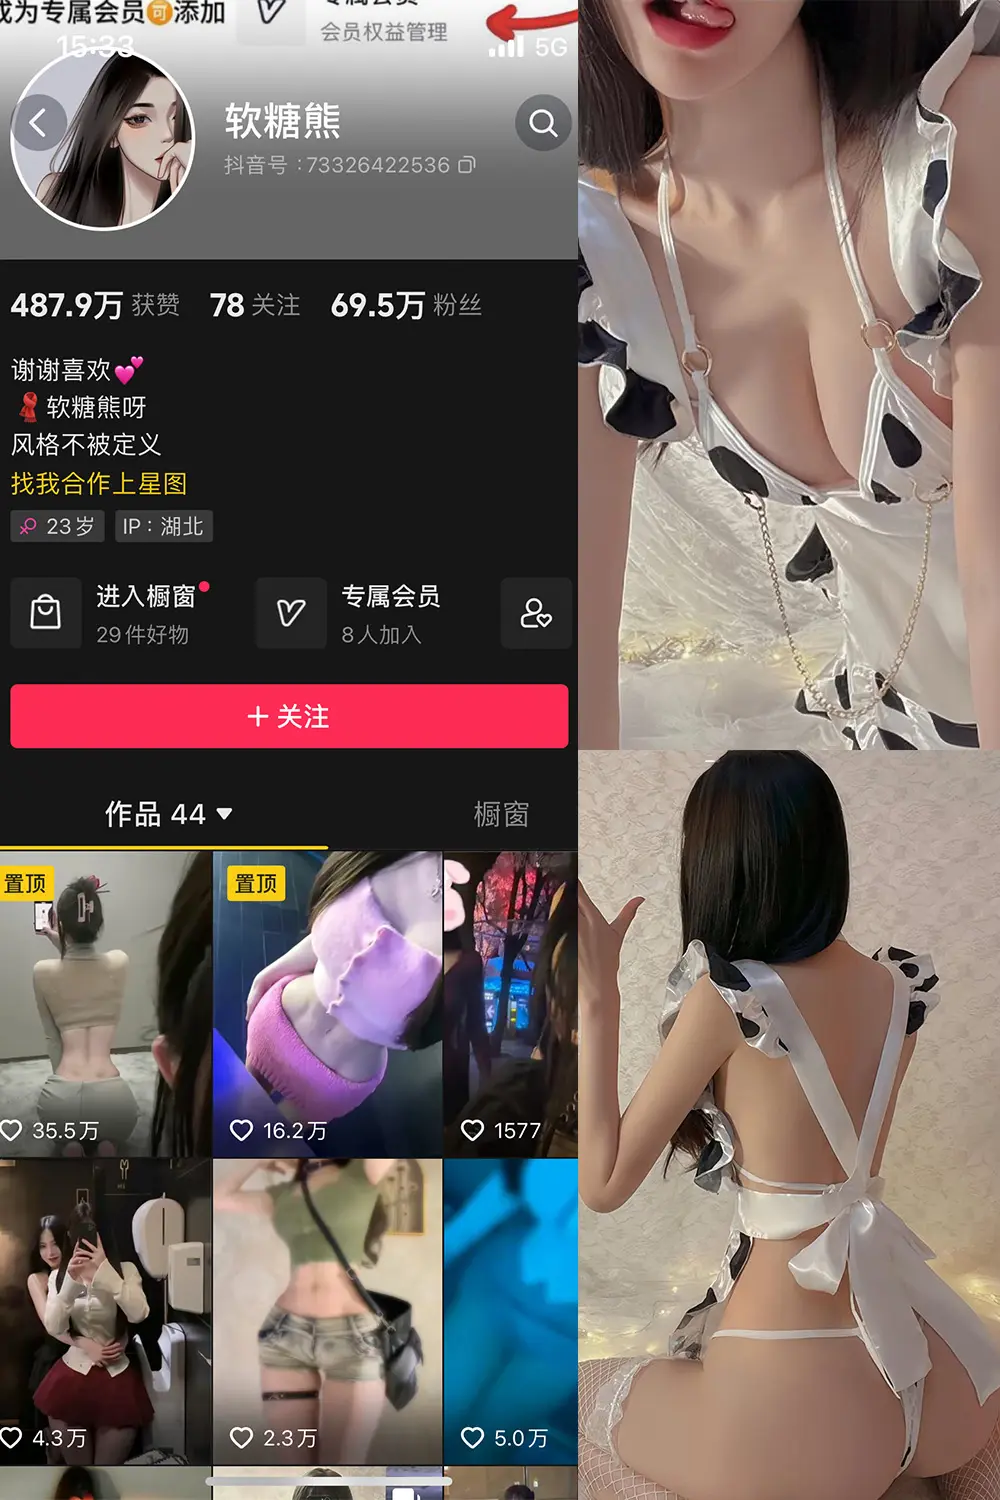 成为专属会员可添加
会员权益管理
15:33
5G
软糖熊
抖音号：73326422536
487.9万 获赞 78 关注 69.5万 粉丝
谢谢喜欢💕
软糖熊呀
风格不被定义
找我合作上星图
23岁 IP：湖北
进入橱窗 专属会员
29件好物 8人加入
+ 关注
作品 44 橱窗
置顶 置顶
35.5万 16.2万 1577
4.3万 2.3万 5.0万